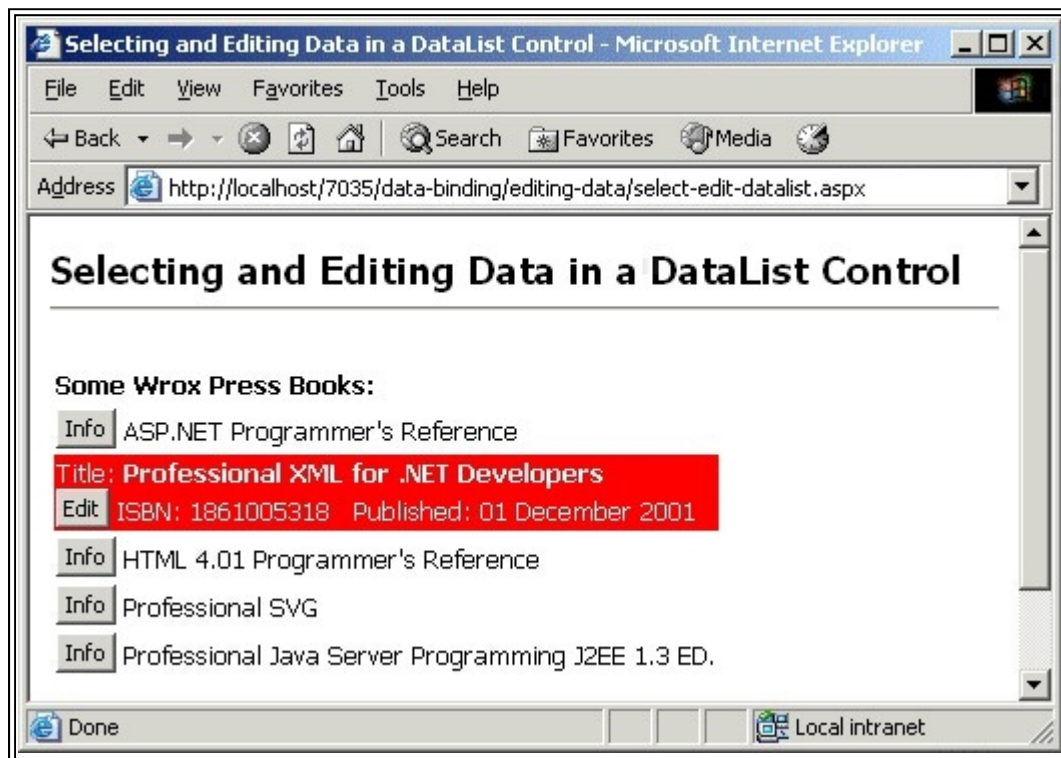 Selecting and Editing Data in a DataList Control - Microsoft Internet Explorer
File Edit View Favorites Tools Help
Back Search Favorites Media
Address http://localhost/7035/data-binding/editing-data/select-edit-datalist.aspx
Selecting and Editing Data in a DataList Control
Some Wrox Press Books:
Info ASP.NET Programmer's Reference
Title: Professional XML for .NET Developers
Edit ISBN: 1861005318 Published: 01 December 2001
Info HTML 4.01 Programmer's Reference
Info Professional SVG
Info Professional Java Server Programming J2EE 1.3 ED.
Done Local intranet